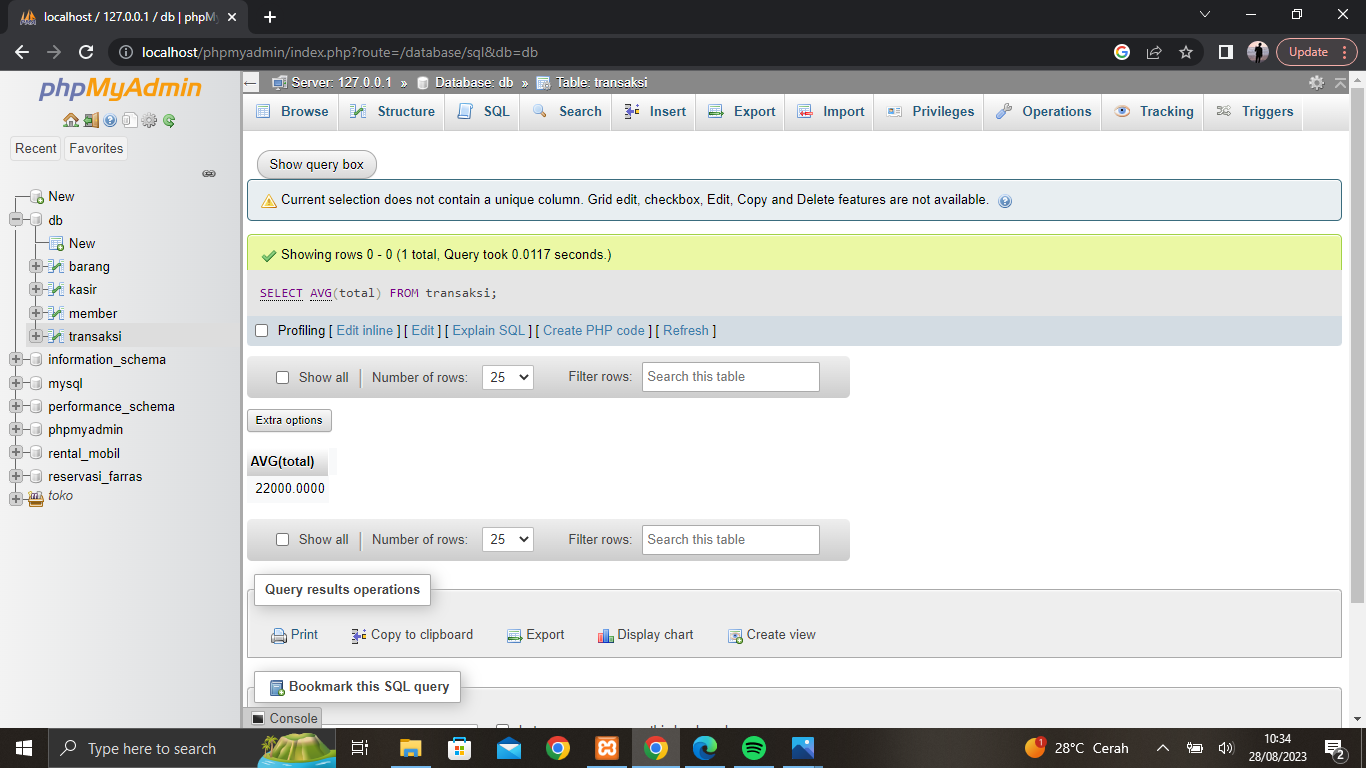 localhost / 127.0.0.1 / db | phpMy
localhost/phpmyadmin/index.php?route=/database/sql&db=db
Update
phpMyAdmin
Recent
Favorites
New
db
New
barang
kasir
member
transaksi
information_schema
mysql
performance_schema
phpmyadmin
rental_mobil
reservasi_farras
toko
Server: 127.0.0.1 » Database: db » Table: transaksi
Browse Structure SQL Search Insert Export Import Privileges Operations Tracking Triggers
Show query box
Current selection does not contain a unique column. Grid edit, checkbox, Edit, Copy and Delete features are not available.
Showing rows 0 - 0 (1 total, Query took 0.0117 seconds.)
SELECT AVG(total) FROM transaksi;
Profiling [ Edit inline ] [ Edit ] [ Explain SQL ] [ Create PHP code ] [ Refresh ]
Show all Number of rows: 25 Filter rows: Search this table
Extra options
AVG(total)
22000.0000
Show all Number of rows: 25 Filter rows: Search this table
Query results operations
Print Copy to clipboard Export Display chart Create view
Bookmark this SQL query
Console
Type here to search
1
28°C Cerah
10:34
28/08/2023
2